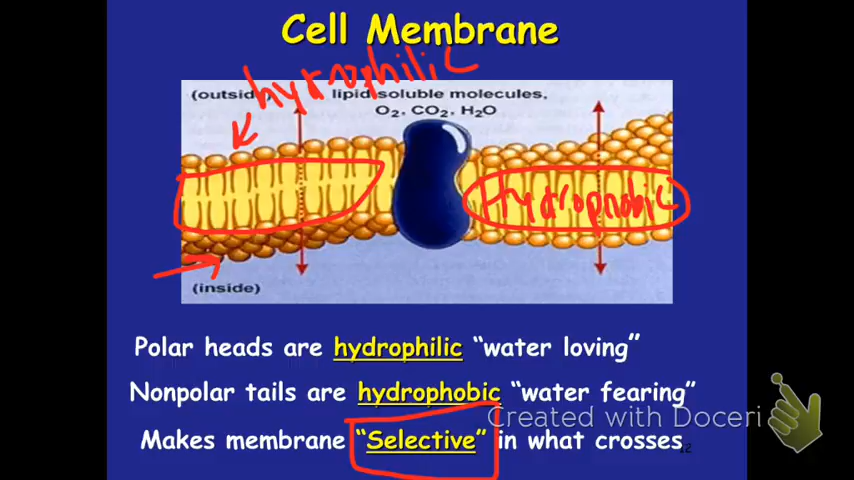 Cell Membrane
hydrophilic
(outside) lipid soluble molecules,
O₂, CO₂, H₂O
Hydrophobic
(inside)
Polar heads are hydrophilic “water loving”
Nonpolar tails are hydrophobic “water fearing”
Created with Doceri
Makes membrane “Selective” in what crosses
12